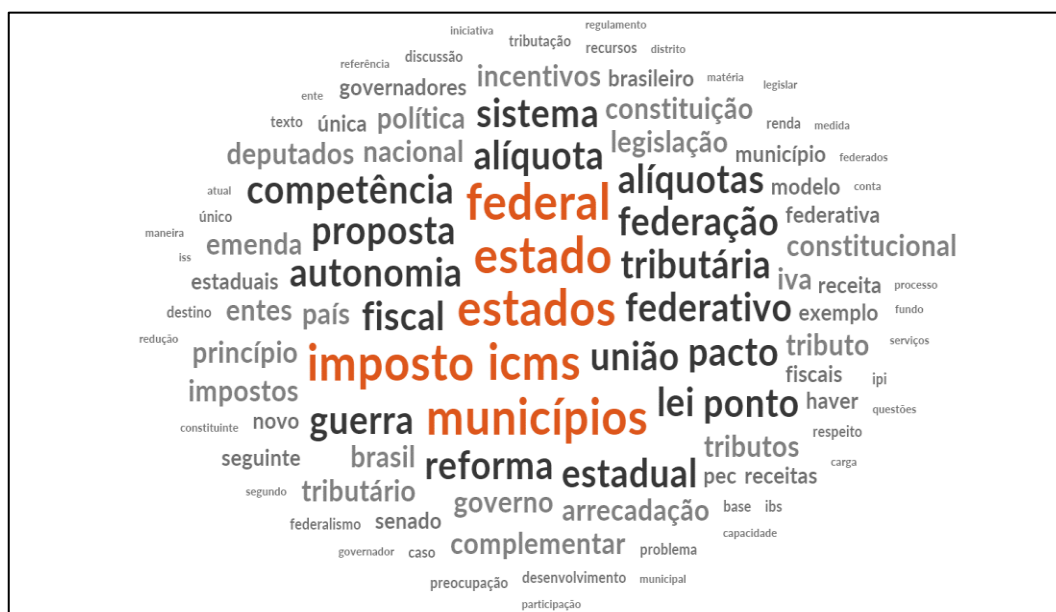 regulamento
iniciativa
tributação
recursos distrito
discussão
referência
governadores incentivos brasileiro matéria
legislar
ente
sistema constituição
texto única política
renda medida
legislação
deputados nacional alíquota
município federados
alíquotas modelo conta
atual competência federal
único
federação federativa
maneira
proposta
emenda estado
constitucional
iss
autonomia tributária
iva receita processo
estaduais
destino entes país fiscal estados federativo exemplo fundo
redução
princípio imposto icms união pacto tributo serviços
fiscais ipi
impostos
lei ponto haver questões
constituinte novo guerra municípios
respeito
tributos
seguinte brasil reforma estadual pec receitas carga
segundo tributário
governo arrecadação base ibs
federalismo senado
capacidade
governador caso complementar problema
preocupação desenvolvimento municipal
participação